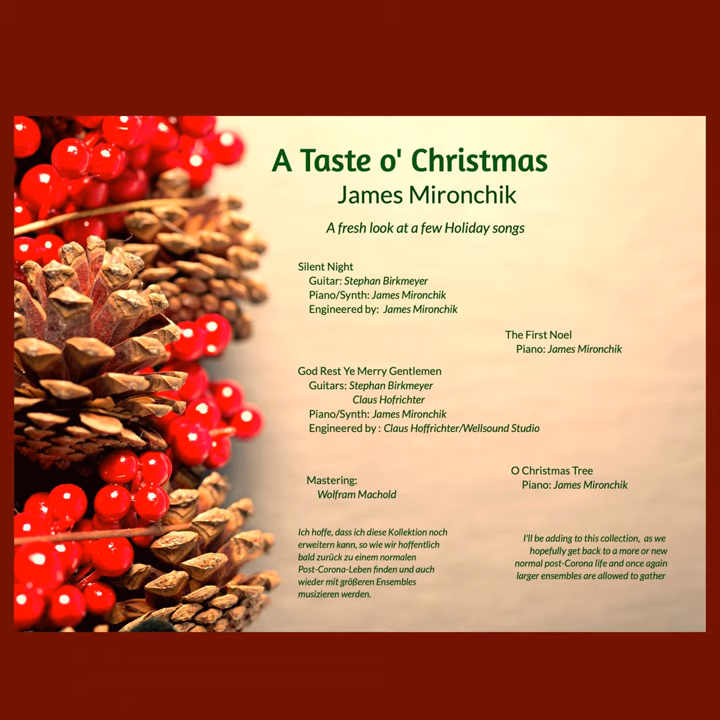 A Taste o' Christmas
James Mironchik
A fresh look at a few Holiday songs
Silent Night
Guitar: Stephan Birkmeyer
Piano/Synth: James Mironchik
Engineered by: James Mironchik
The First Noel
Piano: James Mironchik
God Rest Ye Merry Gentlemen
Guitars: Stephan Birkmeyer
Claus Hofrichter
Piano/Synth: James Mironchik
Engineered by : Claus Hoffrichter/Wellsound Studio
O Christmas Tree
Piano: James Mironchik
Mastering:
Wolfram Machold
Ich hoffe, dass ich diese Kollektion noch
erweitern kann, so wie wir hoffentlich
bald zurück zu einem normalen
Post-Corona-Leben finden und auch
wieder mit größeren Ensembles
musizieren werden.
I'll be adding to this collection, as we
hopefully get back to a more or new
normal post-Corona life and once again
larger ensembles are allowed to gather